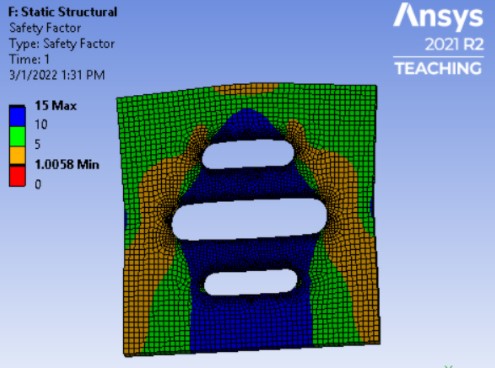 F: Static Structural
Safety Factor
Type: Safety Factor
Time: 1
3/1/2022 1:31 PM
15 Max
10
5
1.0058 Min
0
Ansys
2021 R2
TEACHING